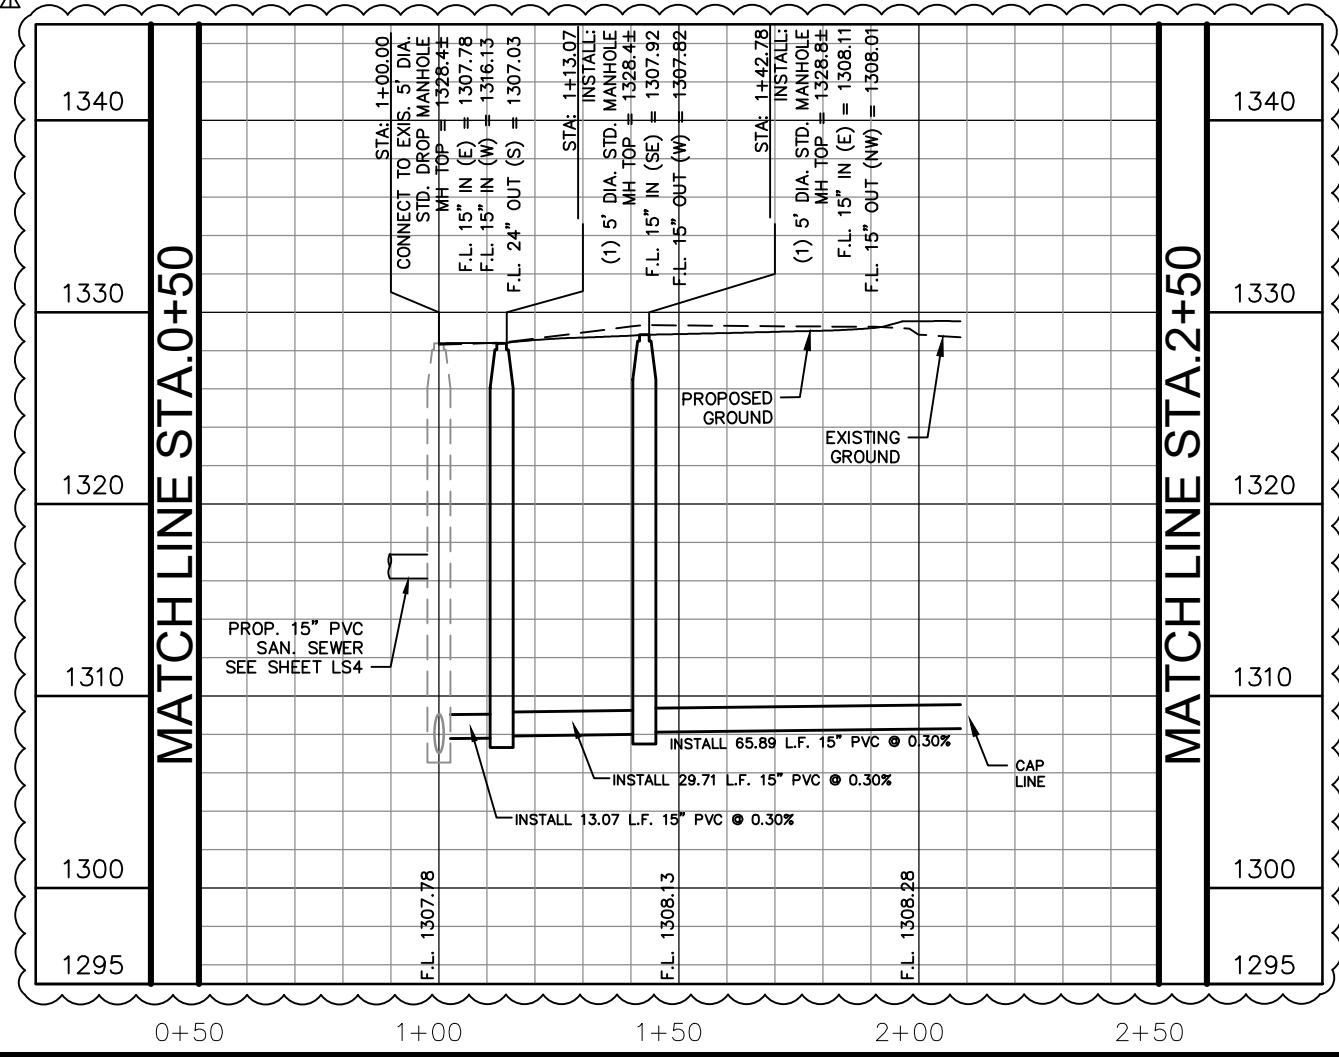 STA: 1+00.00
CONNECT TO EXIS. 5' DIA.
STD. DROP MANHOLE
MH TOP = 1328.4±
F.L. 15" IN (E) = 1307.78
F.L. 15" IN (W) = 1316.13
F.L. 24" OUT (S) = 1307.03
STA: 1+13.07
INSTALL:
(1) 5' DIA. STD. MANHOLE
MH TOP = 1328.4±
F.L. 15" IN (SE) = 1307.92
F.L. 15" OUT (W) = 1307.82
STA: 1+42.78
INSTALL:
(1) 5' DIA. STD. MANHOLE
MH TOP = 1328.8±
F.L. 15" IN (E) = 1308.11
F.L. 15" OUT (NW) = 1308.01
1340
1330
1320
1310
1300
1295
MATCH LINE STA.0+50
PROPOSED
GROUND
EXISTING
GROUND
PROP. 15" PVC
SAN. SEWER
SEE SHEET LS4
INSTALL 65.89 L.F. 15" PVC @ 0.30%
INSTALL 29.71 L.F. 15" PVC @ 0.30%
INSTALL 13.07 L.F. 15" PVC @ 0.30%
CAP
LINE
F.L. 1307.78
F.L. 1308.13
F.L. 1308.28
MATCH LINE STA.2+50
1340
1330
1320
1310
1300
1295
0+50
1+00
1+50
2+00
2+50